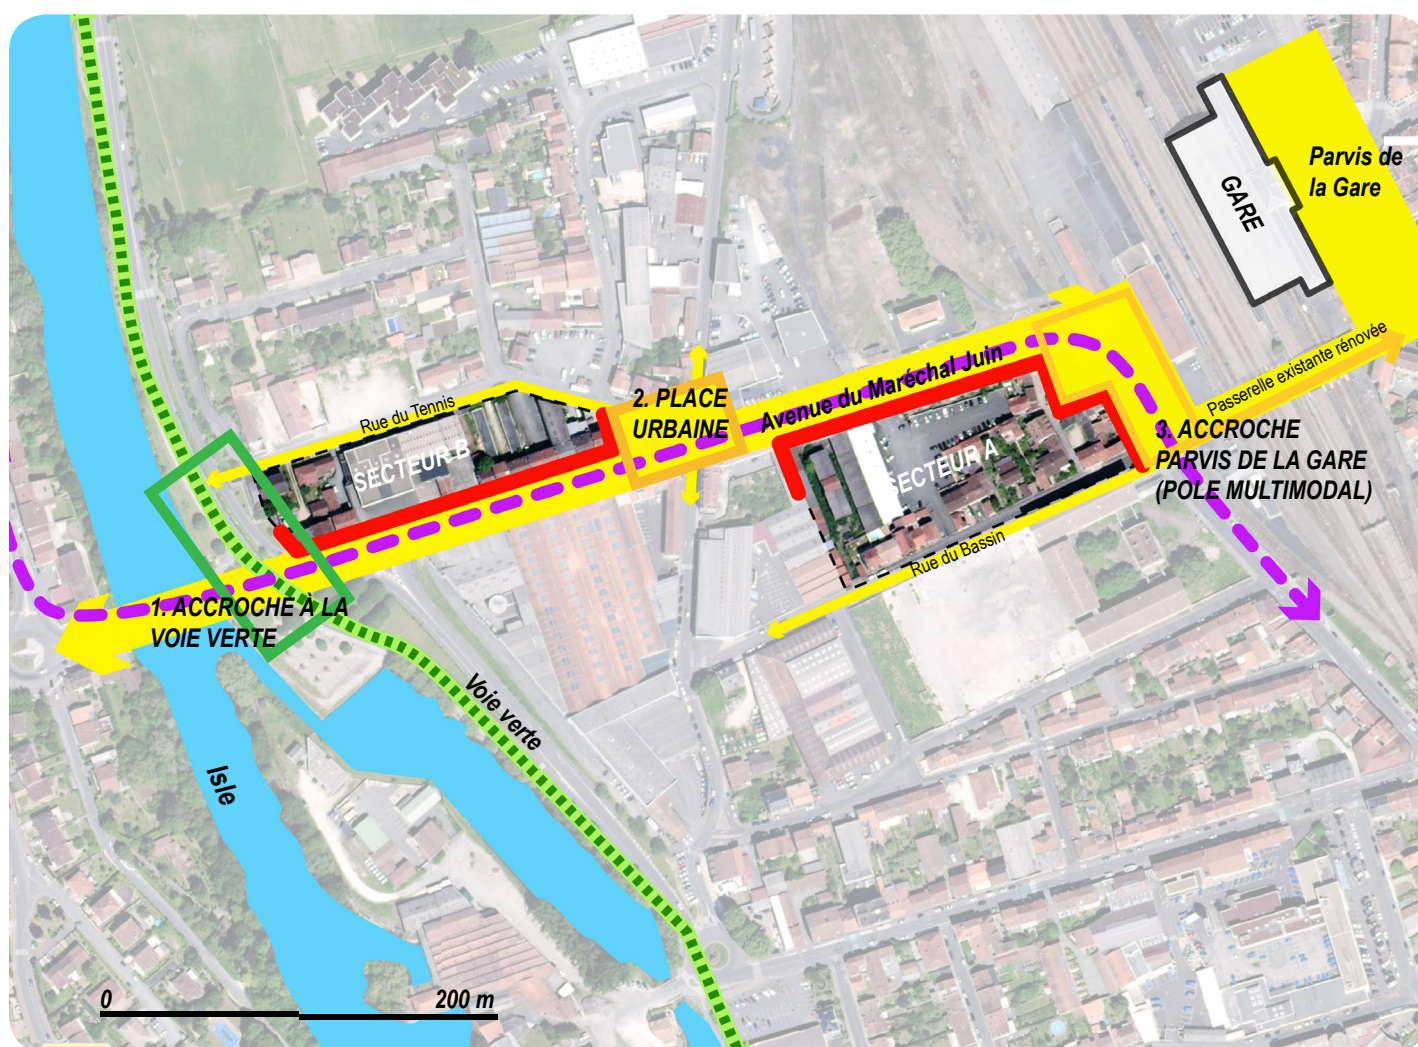 Parvis de
la Gare
GARE
Passerelle existante rénovée
Avenue du Maréchal Juin
2. PLACE
URBAINE
Rue du Tennis
SECTEUR B
SECTEUR A
3. ACCROCHE
PARVIS DE LA GARE
(POLE MULTIMODAL)
Rue du Bassin
1. ACCROCHE À LA
VOIE VERTE
Voie verte
Isle
0
200 m